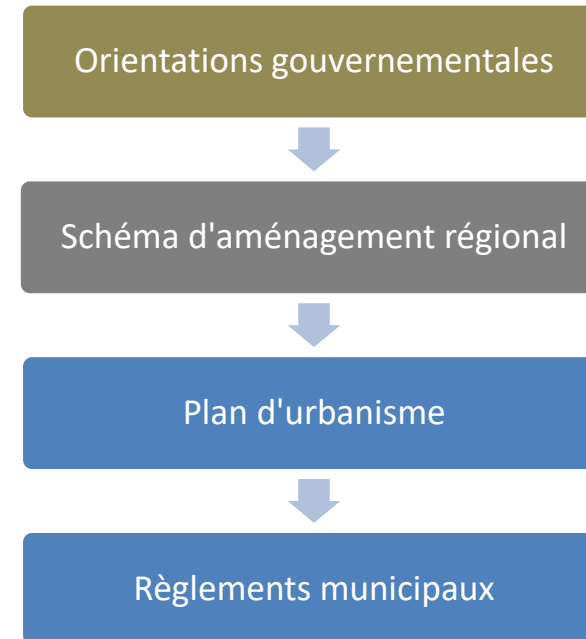 Orientations gouvernementales
Schéma d'aménagement régional
Plan d'urbanisme
Règlements municipaux